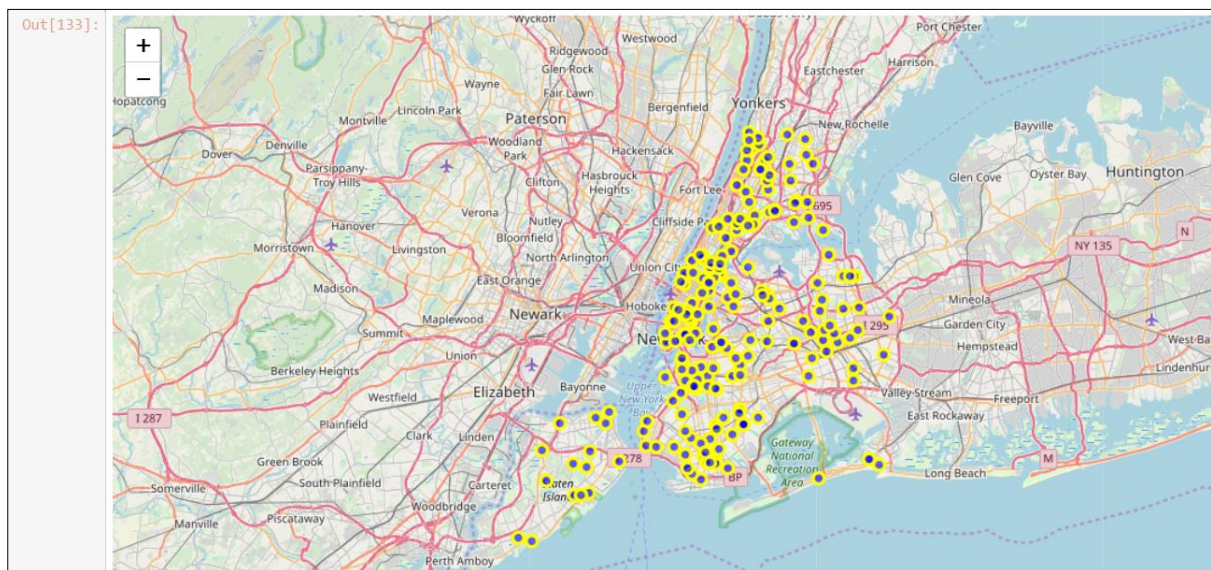 Out[133]:
+
−
Wyckoff
Westwood
Port Chester
Ridgewood
Glen Rock
Harrison
Eastchester
Hopatcong
Wayne
Fair Lawn
Lincoln Park
Bergenfield
Yonkers
Paterson
New Rochelle
Montville
Bayville
Dover
Denville
Woodland
Park
Hackensack
Parsippany-
Troy Hills
Clifton
Hasbrouck
Heights
Fort Lee
Glen Cove
Oyster Bay
Huntington
695
Verona
Nutley
Cliffside Pa
Hanover
Bloomfield
N
Morristown
Livingston
North Arlington
Union City
NY 135
East Orange
Madison
Mineola
Newark
Hoboke
Maplewood
Garden City
I 295
Summit
New York
West Ba
Union
Hempstead
Berkeley Heights
Lindenhur
Elizabeth
Bayonne
Upper
New York
Bay
Westfield
Valley Stream
Freeport
I 287
East Rockaway
Clark
Linden
Gateway
National
Recreation
Area
Green Brook
278
M
Long Beach
South Plainfield
Carteret
BP
Somerville
Staten
Island
Woodbridge
Piscataway
Manville
Perth Amboy